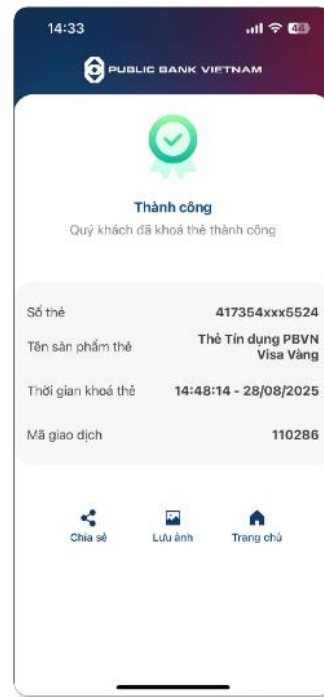 14:33
44
PUBLIC BANK VIETNAM
Thành công
Quý khách đã khoá thẻ thành công
Số thẻ 417354xxx5524
Tên sản phẩm thẻ Thẻ Tín dụng PBVN
Visa Vàng
Thời gian khoá thẻ 14:48:14 - 28/08/2025
Mã giao dịch 110286
Chia sẻ Lưu ảnh Trang chủ